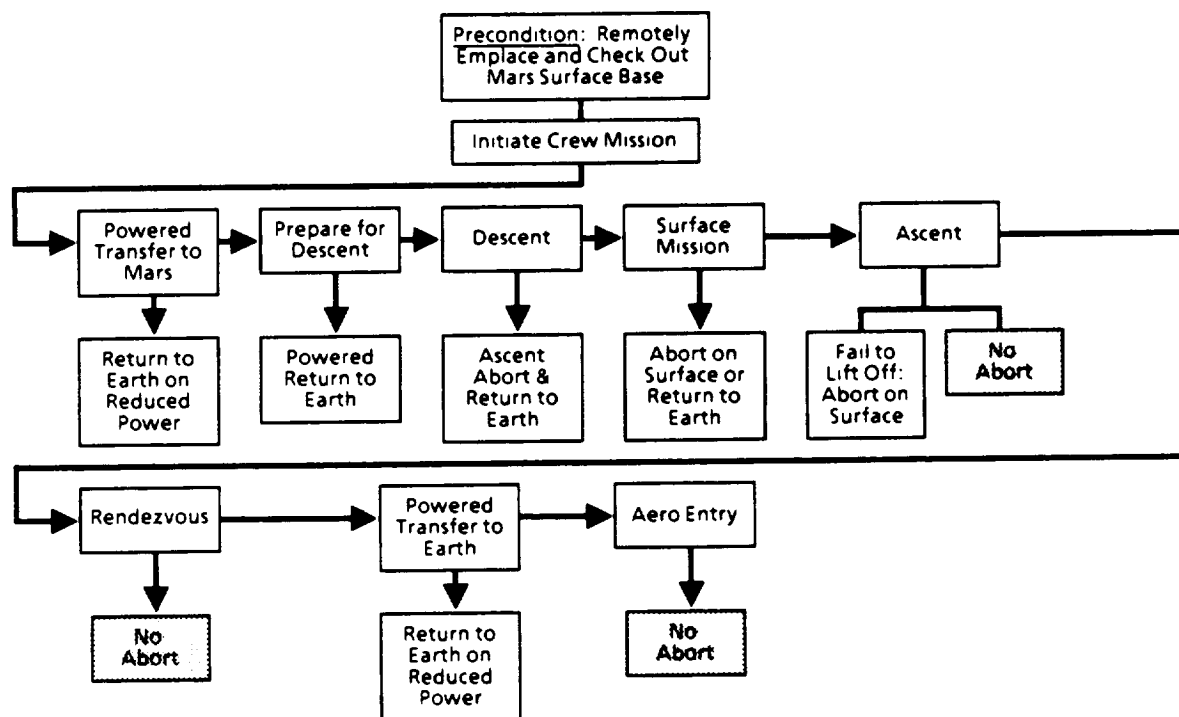 Precondition: Remotely
Emplace and Check Out
Mars Surface Base
Initiate Crew Mission
Powered
Transfer to
Mars
Prepare for
Descent
Descent
Surface
Mission
Ascent
Return to
Earth on
Reduced
Power
Powered
Return to
Earth
Ascent
Abort &
Return to
Earth
Abort on
Surface or
Return to
Earth
Fail to
Lift Off:
Abort on
Surface
No
Abort
Rendezvous
Powered
Transfer to
Earth
Aero Entry
No
Abort
Return to
Earth on
Reduced
Power
No
Abort